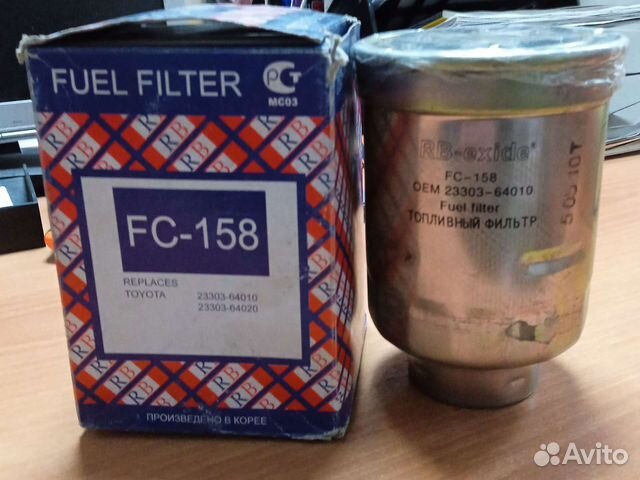 FUEL FILTER
РСТ
МС03
RB
FC-158
REPLACES
TOYOTA 23303-64010
23303-64020
ПРОИЗВЕДЕНО В КОРЕЕ
RB-exide®
FC-158
OEM 23303-64010
Fuel filter
ТОПЛИВНЫЙ ФИЛЬТР
Avito